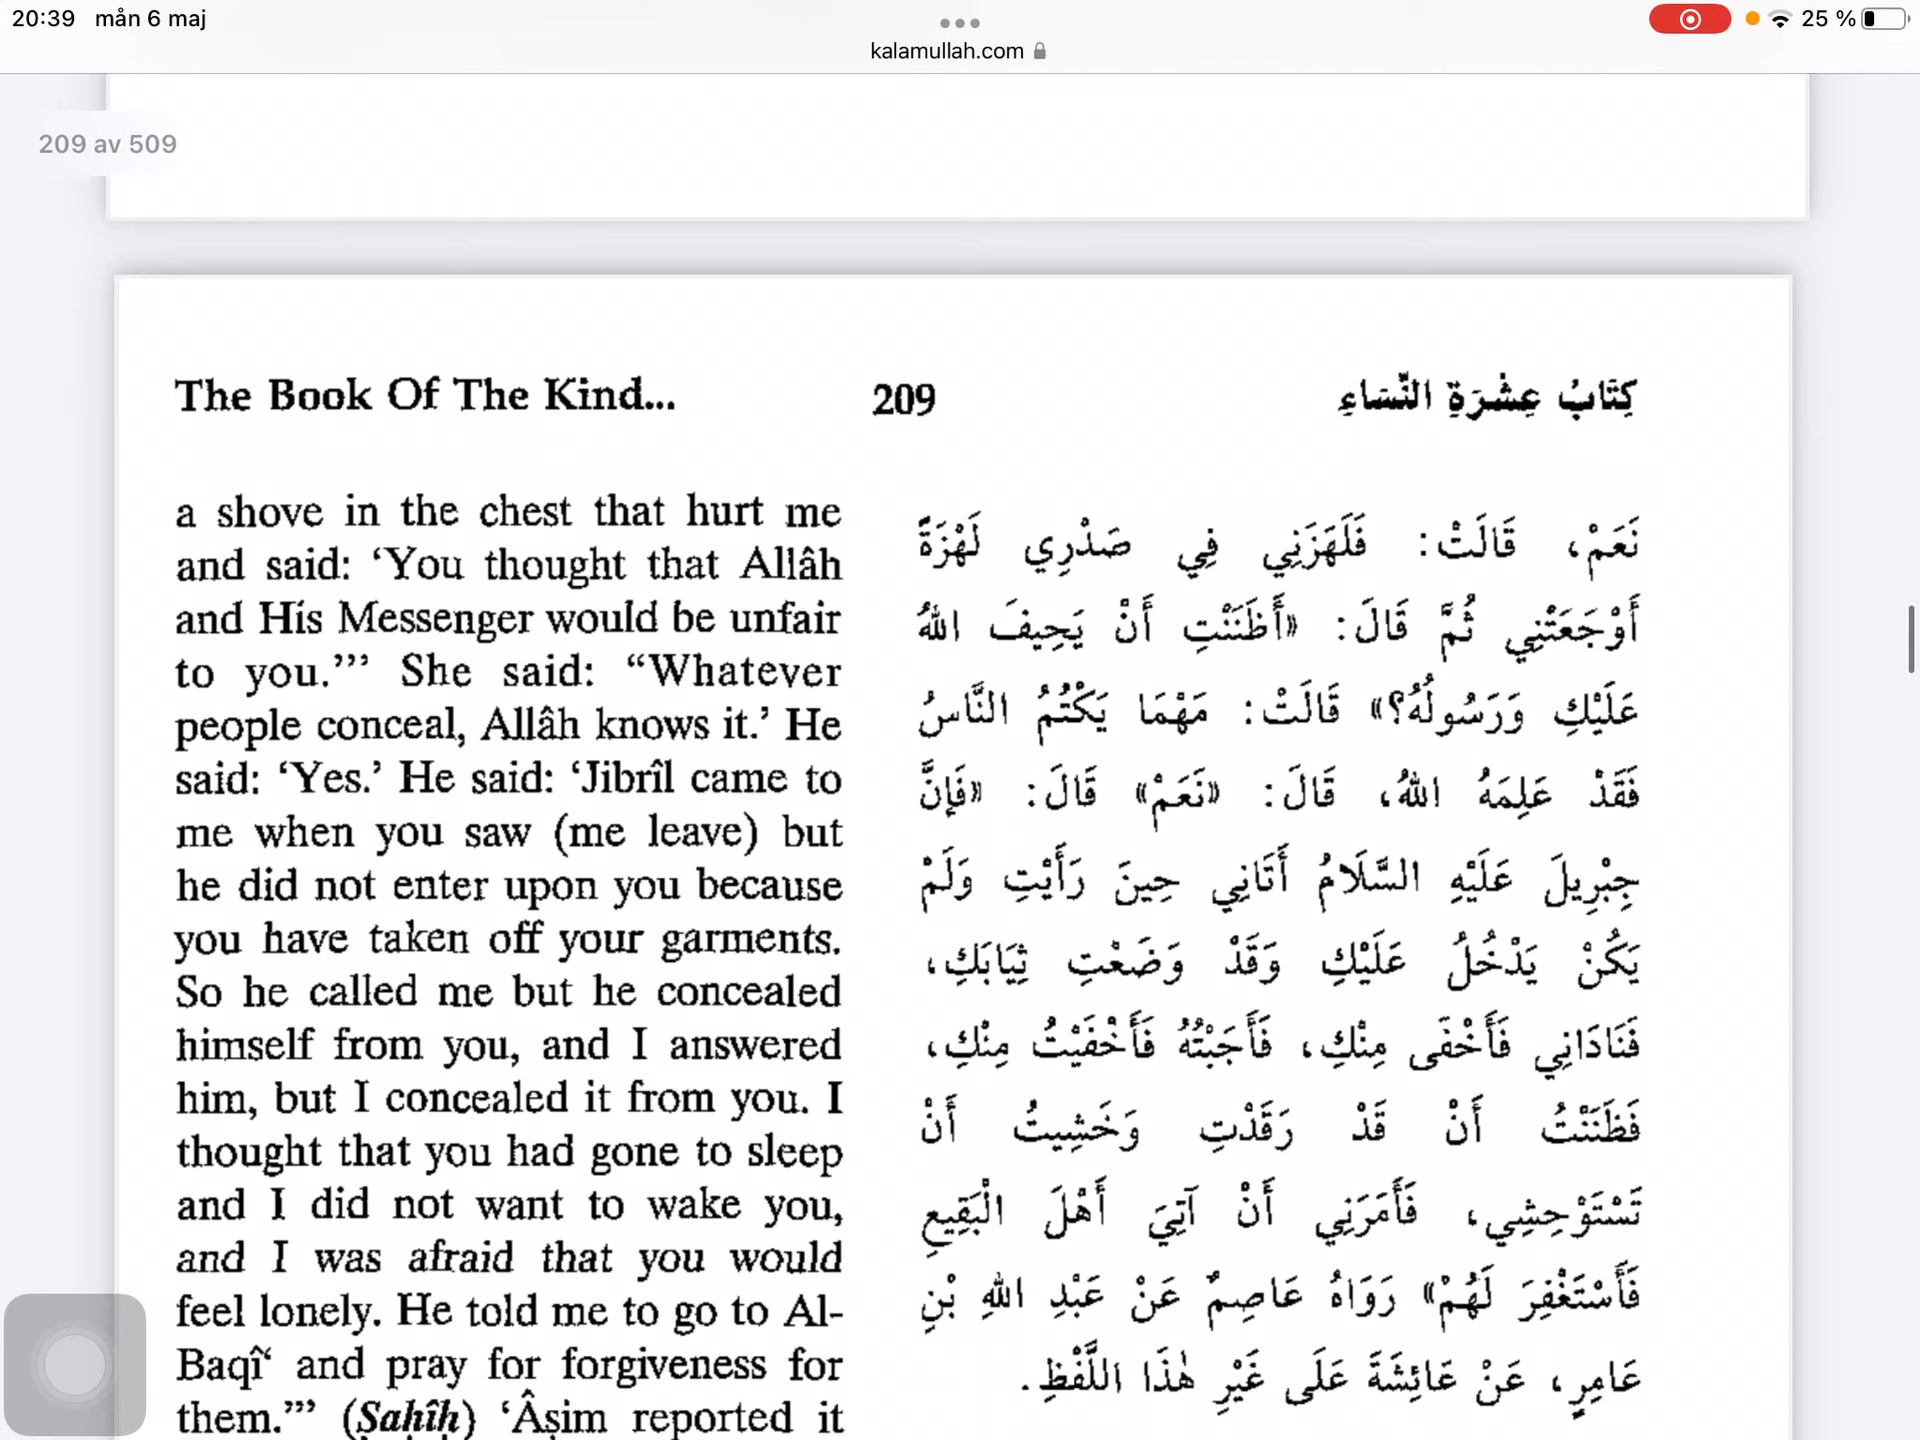 20:39 mån 6 maj
25 %
kalamullah.com
209 av 509
The Book Of The Kind... 209 كِتَابُ عِشْرَةِ النِّسَاءِ
a shove in the chest that hurt me
and said: ‘You thought that Allâh
and His Messenger would be unfair
to you.’” She said: “Whatever
people conceal, Allâh knows it.’ He
said: ‘Yes.’ He said: ‘Jibrîl came to
me when you saw (me leave) but
he did not enter upon you because
you have taken off your garments.
So he called me but he concealed
himself from you, and I answered
him, but I concealed it from you. I
thought that you had gone to sleep
and I did not want to wake you,
and I was afraid that you would
feel lonely. He told me to go to Al-
Baqî‘ and pray for forgiveness for
them.’” (Ṣaḥîḥ) ‘Âṣim reported it
نَعَمْ، قَالَتْ: فَلَهَزَنِي فِي صَدْرِي لَهْزَةً
أَوْجَعَتْنِي ثُمَّ قَالَ: «أَظَنَنْتِ أَنْ يَحِيفَ اللهُ
عَلَيْكِ وَرَسُولُهُ؟» قَالَتْ: مَهْمَا يَكْتُمُ النَّاسُ
فَقَدْ عَلِمَهُ اللهُ، قَالَ: «نَعَمْ» قَالَ: «فَإِنَّ
جِبْرِيلَ عَلَيْهِ السَّلَامُ أَتَانِي حِينَ رَأَيْتِ وَلَمْ
يَكُنْ يَدْخُلُ عَلَيْكِ وَقَدْ وَضَعْتِ ثِيَابَكِ،
فَنَادَانِي فَأَخْفَى مِنْكِ، فَأَجَبْتُهُ فَأَخْفَيْتُ مِنْكِ،
فَظَنَنْتُ أَنْ قَدْ رَقَدْتِ وَخَشِيتُ أَنْ
تَسْتَوْحِشِي، فَأَمَرَنِي أَنْ آتِيَ أَهْلَ الْبَقِيعِ
فَأَسْتَغْفِرَ لَهُمْ» رَوَاهُ عَاصِمٌ عَنْ عَبْدِ اللهِ بْنِ
عَامِرٍ، عَنْ عَائِشَةَ عَلَى غَيْرِ هٰذَا اللَّفْظِ.